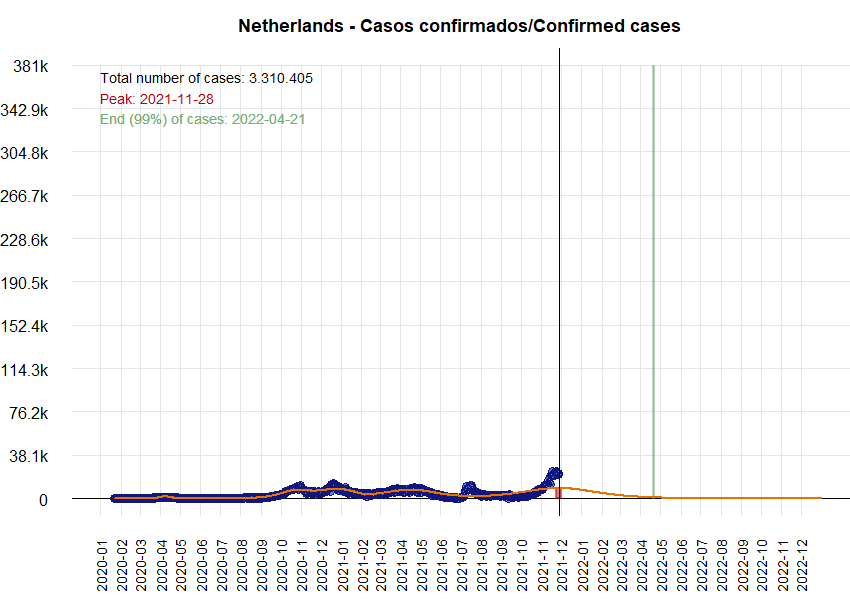 Netherlands - Casos confirmados/Confirmed cases
Total number of cases: 3.310.405
Peak: 2021-11-28
End (99%) of cases: 2022-04-21
381k
342.9k
304.8k
266.7k
228.6k
190.5k
152.4k
114.3k
76.2k
38.1k
0
2020-01
2020-02
2020-03
2020-04
2020-05
2020-06
2020-07
2020-08
2020-09
2020-10
2020-11
2020-12
2021-01
2021-02
2021-03
2021-04
2021-05
2021-06
2021-07
2021-08
2021-09
2021-10
2021-11
2021-12
2022-01
2022-02
2022-03
2022-04
2022-05
2022-06
2022-07
2022-08
2022-09
2022-10
2022-11
2022-12